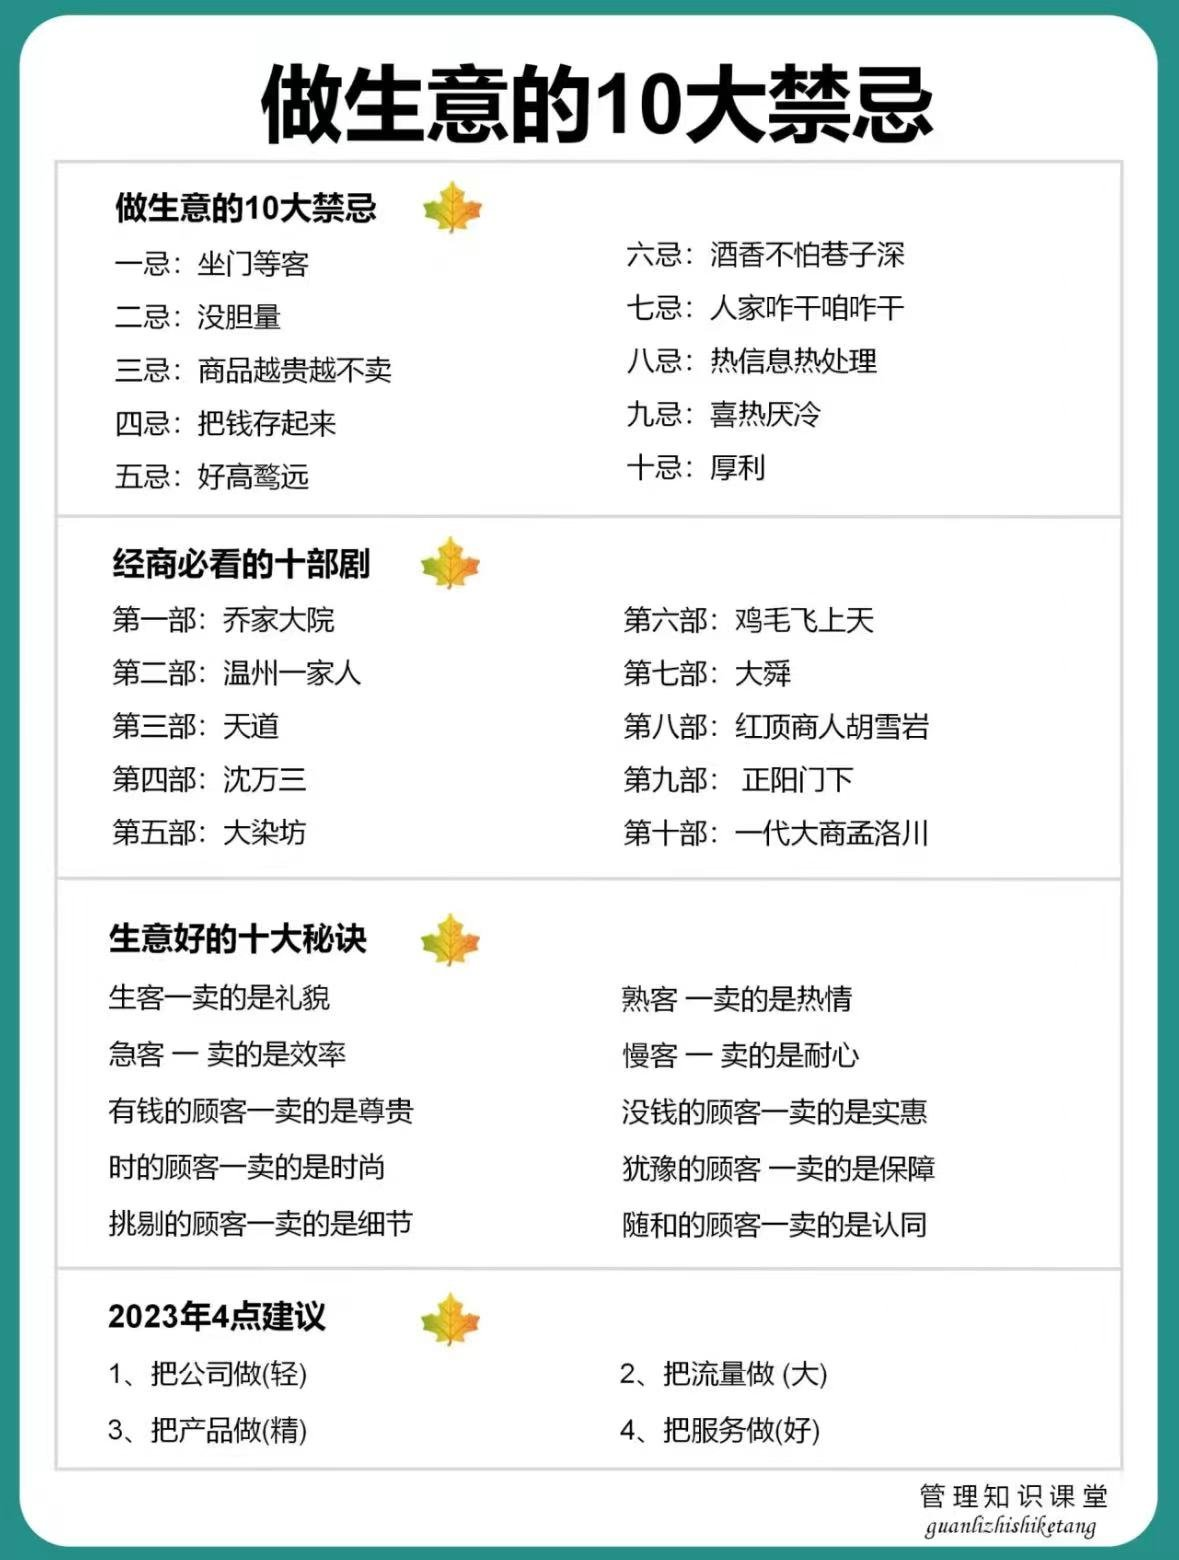 做生意的10大禁忌
做生意的10大禁忌
一忌：坐门等客
二忌：没胆量
三忌：商品越贵越不卖
四忌：把钱存起来
五忌：好高鹜远
六忌：酒香不怕巷子深
七忌：人家咋干咱咋干
八忌：热信息热处理
九忌：喜热厌冷
十忌：厚利
经商必看的十部剧
第一部：乔家大院
第二部：温州一家人
第三部：天道
第四部：沈万三
第五部：大染坊
第六部：鸡毛飞上天
第七部：大舜
第八部：红顶商人胡雪岩
第九部： 正阳门下
第十部：一代大商孟洛川
生意好的十大秘诀
生客一卖的是礼貌
急客 一 卖的是效率
有钱的顾客一卖的是尊贵
时的顾客一卖的是时尚
挑剔的顾客一卖的是细节
熟客 一卖的是热情
慢客 一 卖的是耐心
没钱的顾客一卖的是实惠
犹豫的顾客 一卖的是保障
随和的顾客一卖的是认同
2023年4点建议
1、把公司做(轻)
2、把流量做 (大)
3、把产品做(精)
4、把服务做(好)
管理知识课堂
guanlizhishiketang